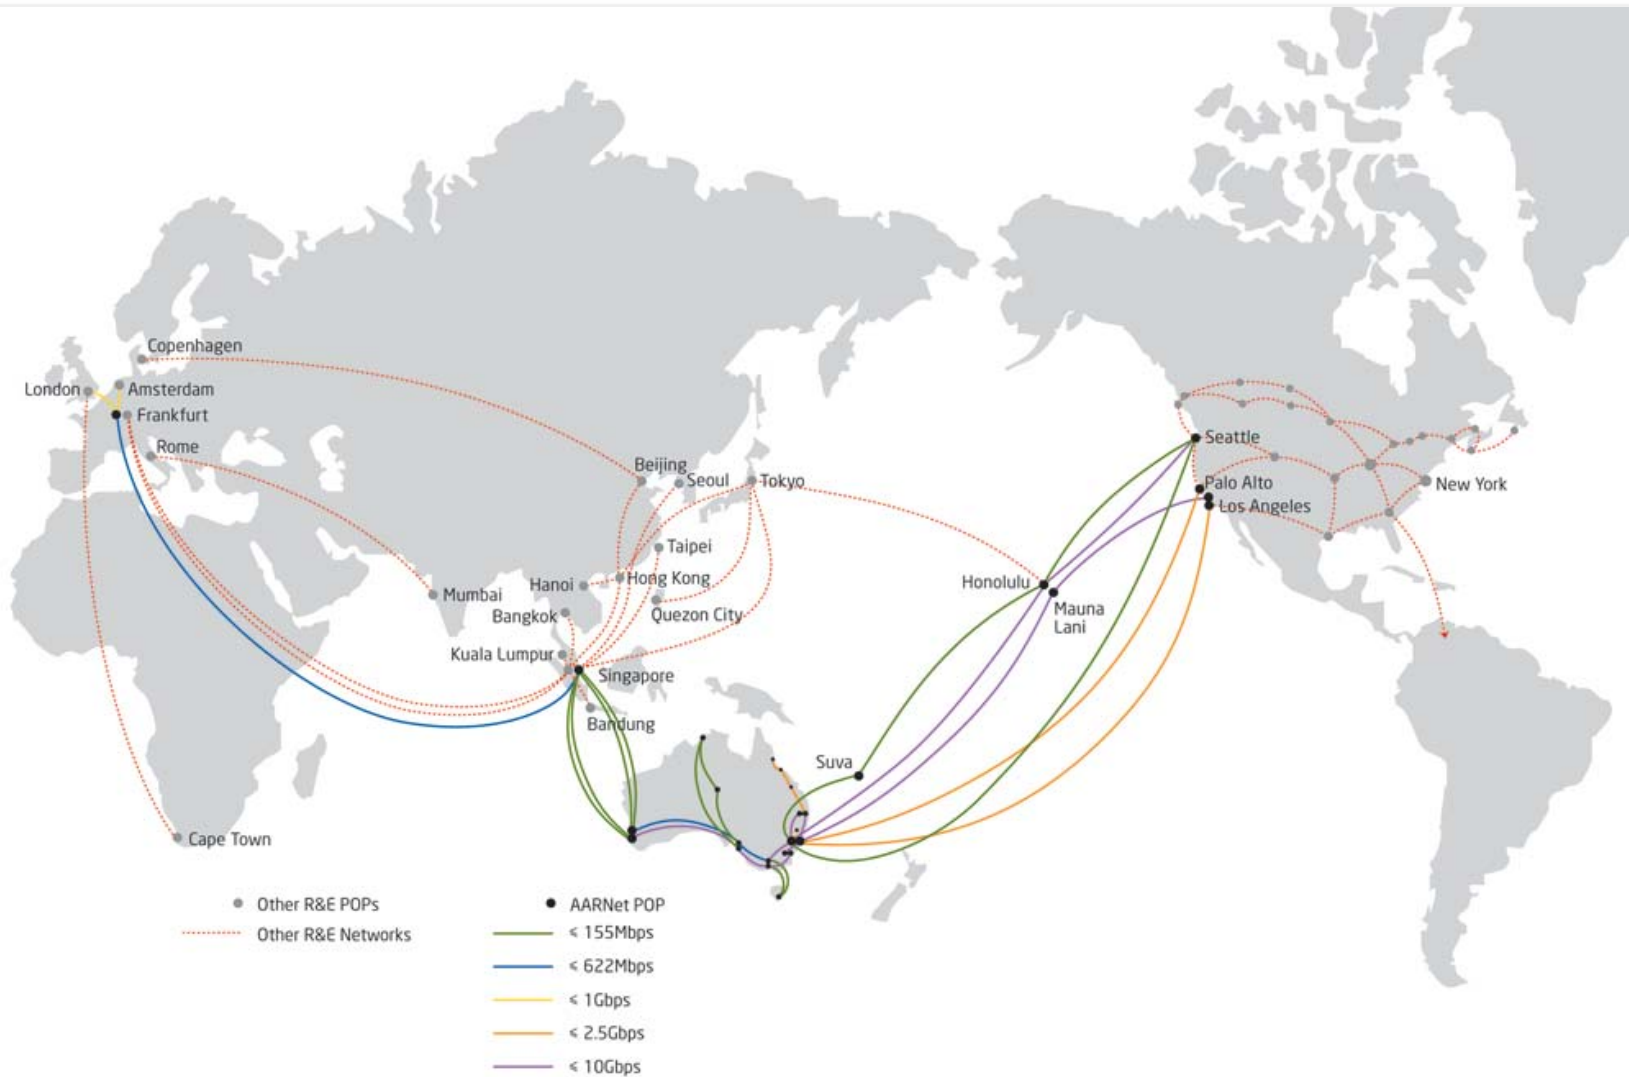 Copenhagen
London
Amsterdam
Frankfurt
Rome
Beijing
Seoul
Tokyo
Seattle
Palo Alto
New York
Los Angeles
Taipei
Hanoi
Hong Kong
Honolulu
Mumbai
Bangkok
Quezon City
Mauna
Lani
Kuala Lumpur
Singapore
Bandung
Suva
Cape Town
Other R&E POPs
Other R&E Networks
AARNet POP
⩽ 155Mbps
⩽ 622Mbps
⩽ 1Gbps
⩽ 2.5Gbps
⩽ 10Gbps